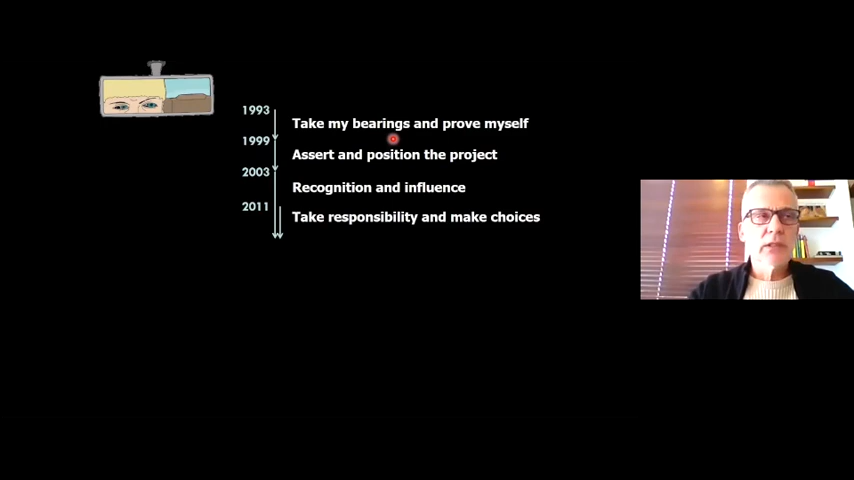 1993
Take my bearings and prove myself
1999
Assert and position the project
2003
Recognition and influence
2011
Take responsibility and make choices